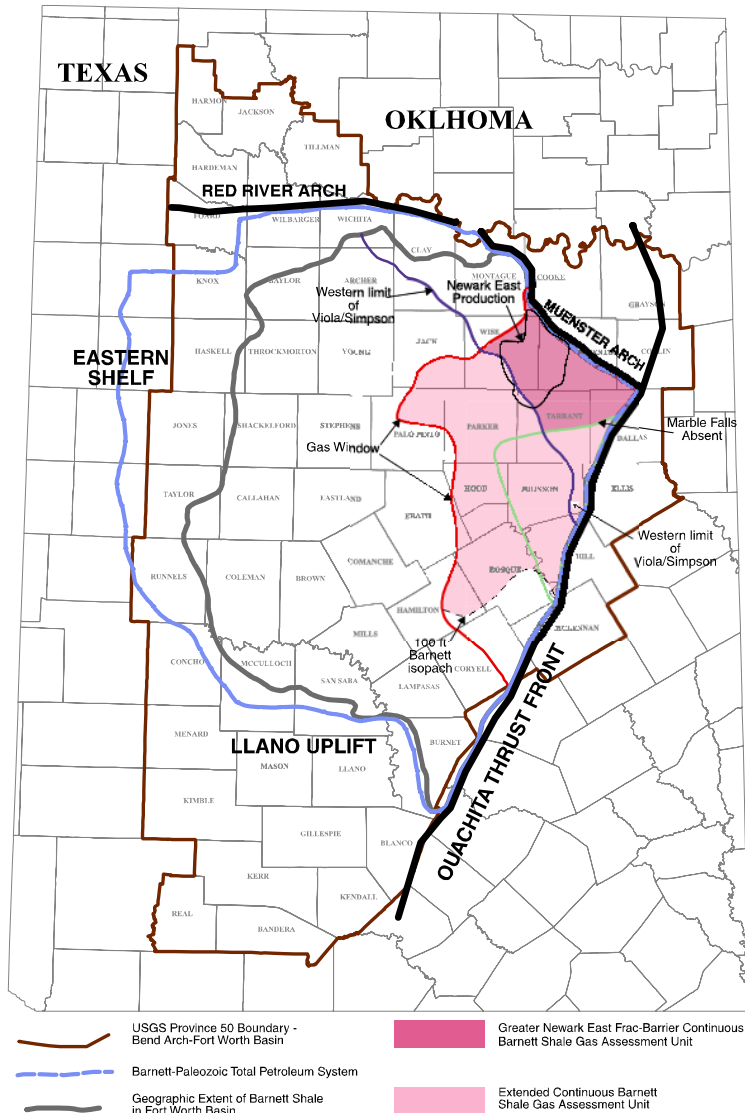 TEXAS
OKLHOMA
HARMON
JACKSON
TILLMAN
HARDEMAN
RED RIVER ARCH
FOARD
WILBARGER
WICHITA
CLAY
KNOX
BAYLOR
ARCHER
MONTAGUE
COOKE
GRAYSON
Western limit
of
Viola/Simpson
Newark East
Production
MUENSTER ARCH
EASTERN
SHELF
HASKELL
THROCKMORTON
YOUNG
JACK
WISE
COLLIN
JONES
SHACKELFORD
STEPHENS
PALO PINTO
PARKER
TARRANT
DALLAS
Marble Falls
Absent
Gas Window
TAYLOR
CALLAHAN
EASTLAND
ERATH
HOOD
JOHNSON
ELLIS
Western limit
of
Viola/Simpson
RUNNELS
COLEMAN
BROWN
COMANCHE
BOSQUE
HILL
HAMILTON
MILLS
MCLENNAN
100 ft
Barnett
isopach
CONCHO
MCCULLOCH
SAN SABA
LAMPASAS
CORYELL
OUACHITA THRUST FRONT
MENARD
LLANO UPLIFT
BURNET
MASON
LLANO
KIMBLE
GILLESPIE
BLANCO
KERR
KENDALL
REAL
BANDERA
USGS Province 50 Boundary -
Bend Arch-Fort Worth Basin
Barnett-Paleozoic Total Petroleum System
Geographic Extent of Barnett Shale
in Fort Worth Basin
Greater Newark East Frac-Barrier Continuous
Barnett Shale Gas Assessment Unit
Extended Continuous Barnett
Shale Gas Assessment Unit